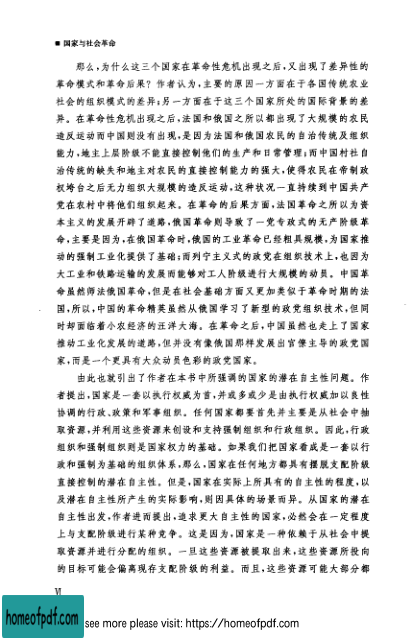 ■ 国家与社会革命
那么,为什么这三个国家在革命性危机出现之后,又出现了差异性的
革命模式和革命后果? 作者认为,主要的原因一方面在于各国传统农业
社会的组织模式的差异;另一方面在于这三个国家所处的国际背景的差
异。在革命性危机出现之后,法国和俄国之所以都出现了大规模的农民
造反运动而中国则没有出现,是因为法国和俄国农民的自治传统及组织
能力,地主上层阶级不能直接控制他们的生产和日常管理;而中国村社自
治传统的缺失和地主对农民的直接控制能力的强大,使得农民在帝制政
权垮台之后无力组织大规模的造反运动,这种状况一直持续到中国共产
党在农村中将他们组织起来。在革命的后果方面,法国革命之所以为资
本主义的发展开辟了道路,俄国革命则导致了一党专政式的无产阶级革
命,主要是因为,在俄国革命时,俄国的工业革命已经粗具规模,为国家推
动的强制工业化提供了基础;而列宁主义式的政党在组织技术上,也因为
大工业和铁路运输的发展而能够对工人阶级进行大规模的动员。中国革
命虽然师法俄国革命,但是在社会基础方面又更加类似于革命时期的法
国,所以,中国的革命精英虽然从俄国学习了新型的政党组织技术,但同
时却面临着小农经济的汪洋大海。在革命之后,中国虽然也走上了国家
推动工业化发展的道路,但并没有像俄国那样发展出官僚主导的政党国
家,而是一个更具有大众动员色彩的政党国家。
由此也就引出了作者在本书中所强调的国家的潜在自主性问题。作
者提出,国家是一套以执行权威为首,并或多或少是由执行权威加以良性
协调的行政、政策和军事组织。任何国家都要首先并主要是从社会中抽
取资源,并利用这些资源来创设和支持强制组织和行政组织。因此,行政
组织和强制组织则是国家权力的基础。如果我们把国家看成是一套以行
政和强制为基础的组织体系,那么,国家在任何地方都具有摆脱支配阶级
直接控制的潜在自主性。但是,国家在实际上所具有的自主性的程度,以
及潜在自主性所产生的实际影响,则因具体的场景而异。从国家的潜在
自主性出发,作者进而提出,追求更大自主性的国家,必然会在一定程度
上与支配阶级进行某种竞争。这是因为,国家是一种依赖于从社会中提
取资源并进行分配的组织。一旦这些资源被提取出来,这些资源所投向
的目标可能会偏离现存支配阶级的利益。而且,这些资源可能大部分都
Ⅵ
homeofpdf.com see more please visit: https://homeofpdf.com